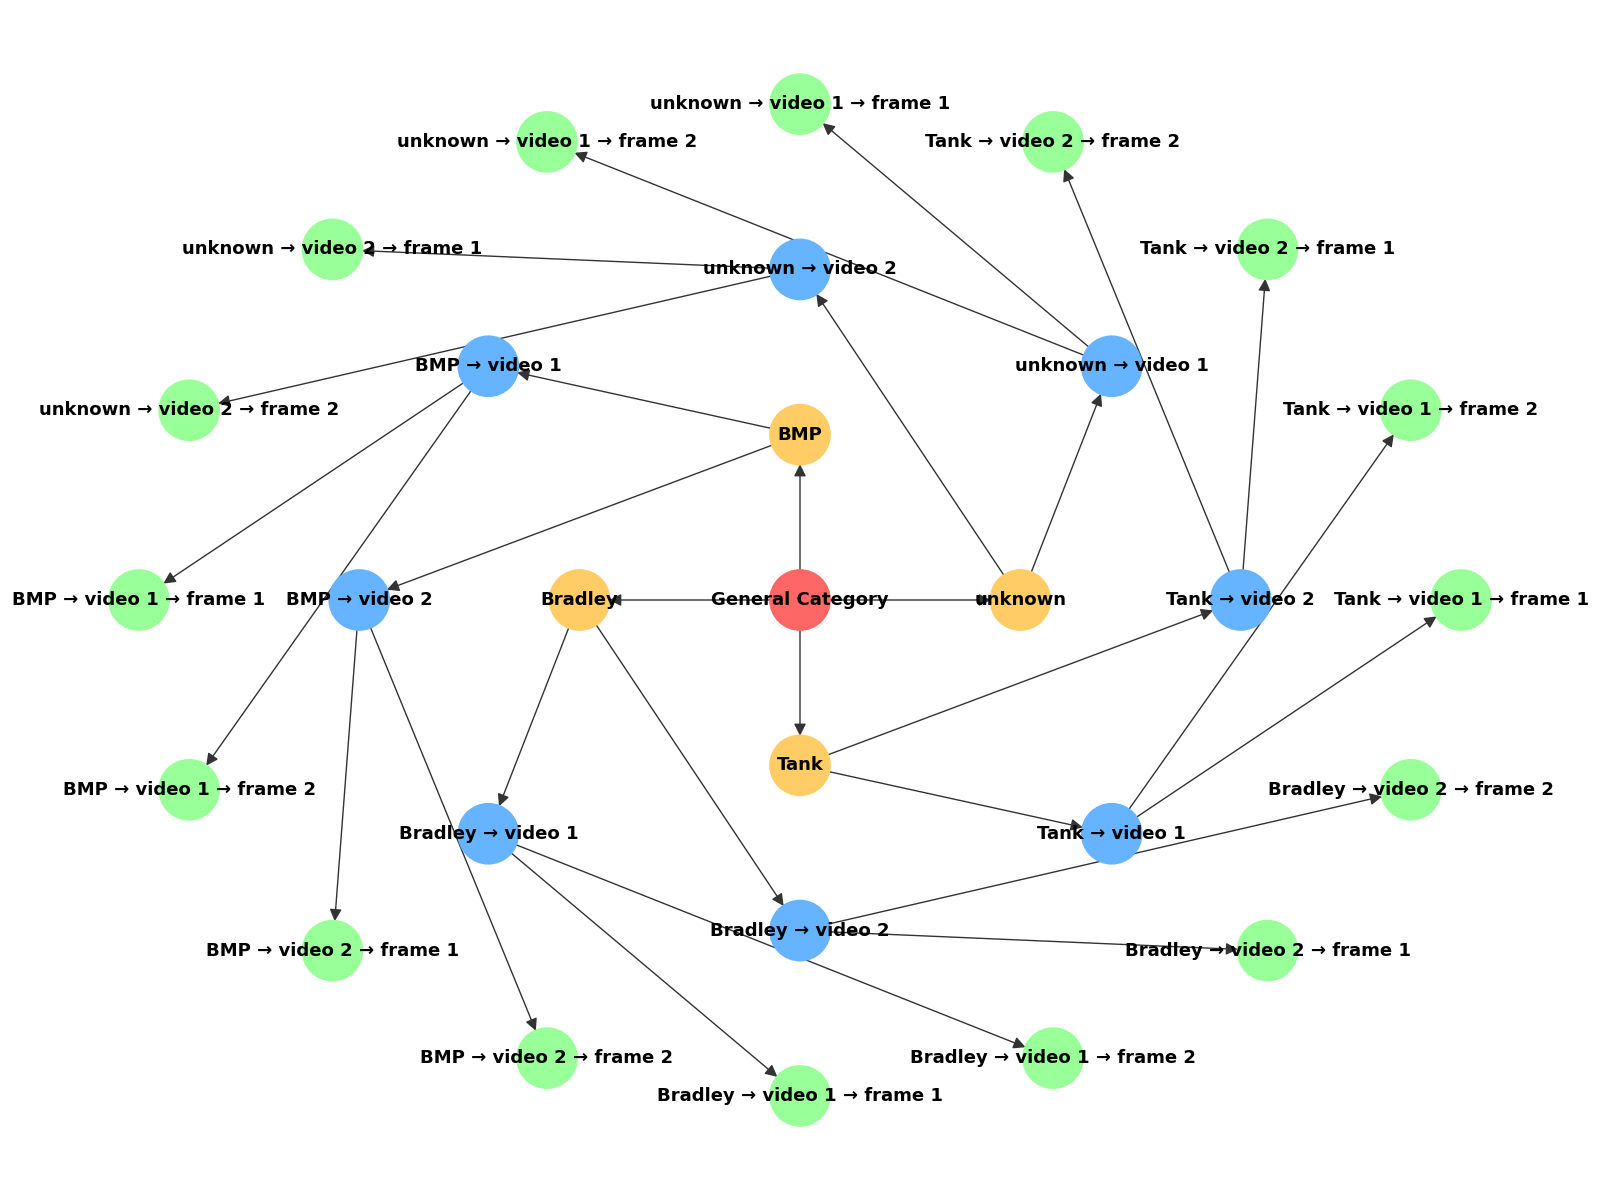 unknown → video 1 → frame 1
unknown → video 1 → frame 2
Tank → video 2 → frame 2
unknown → video 2 → frame 1
Tank → video 2 → frame 1
unknown → video 2
BMP → video 1
unknown → video 1
unknown → video 2 → frame 2
Tank → video 1 → frame 2
BMP
BMP → video 1 → frame 1
BMP → video 2
Bradley
General Category
unknown
Tank → video 2
Tank → video 1 → frame 1
Tank
BMP → video 1 → frame 2
Bradley → video 2 → frame 2
Bradley → video 1
Tank → video 1
Bradley → video 2
BMP → video 2 → frame 1
Bradley → video 2 → frame 1
BMP → video 2 → frame 2
Bradley → video 1 → frame 2
Bradley → video 1 → frame 1